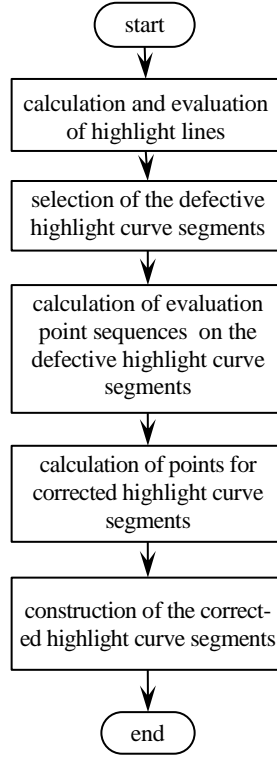 start
calculation and evaluation
of highlight lines
selection of the defective
highlight curve segments
calculation of evaluation
point sequences on the
defective highlight curve
segments
calculation of points for
corrected highlight curve
segments
construction of the correct-
ed highlight curve segments
end